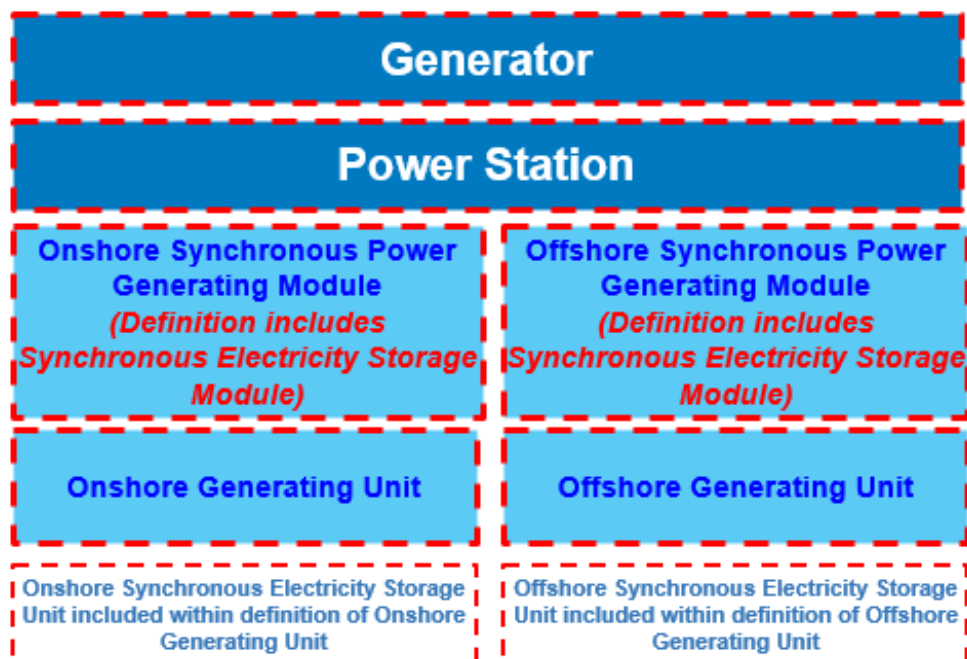 Generator
Power Station
Onshore Synchronous Power
Generating Module
(Definition includes
Synchronous Electricity Storage
Module)
Offshore Synchronous Power
Generating Module
(Definition includes
Synchronous Electricity Storage
Module)
Onshore Generating Unit
Offshore Generating Unit
Onshore Synchronous Electricity Storage
Unit included within definition of Onshore
Generating Unit
Offshore Synchronous Electricity Storage
Unit included within definition of Offshore
Generating Unit